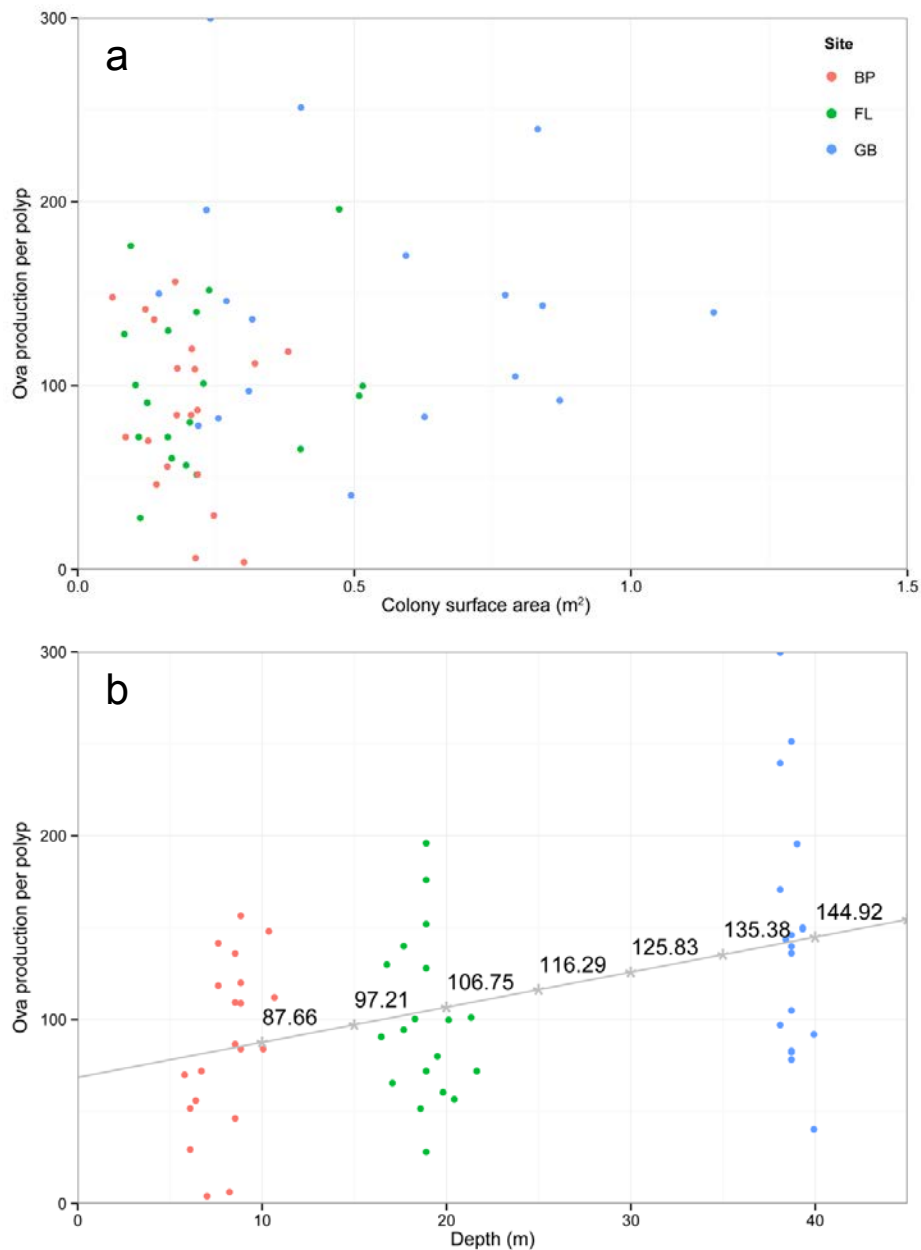 a
Site
BP
FL
GB
300
200
100
0
Ova production per polyp
0.0
0.5
1.0
1.5
Colony surface area (m²)
b
300
200
100
0
Ova production per polyp
87.66
97.21
106.75
116.29
125.83
135.38
144.92
0
10
20
30
40
Depth (m)